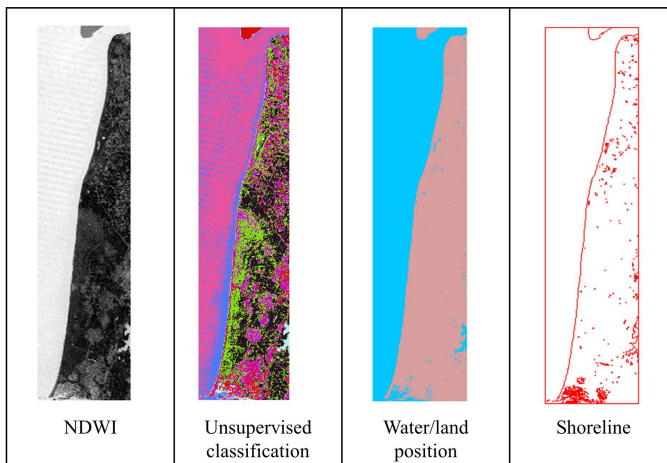 NDWI
Unsupervised
classification
Water/land
position
Shoreline